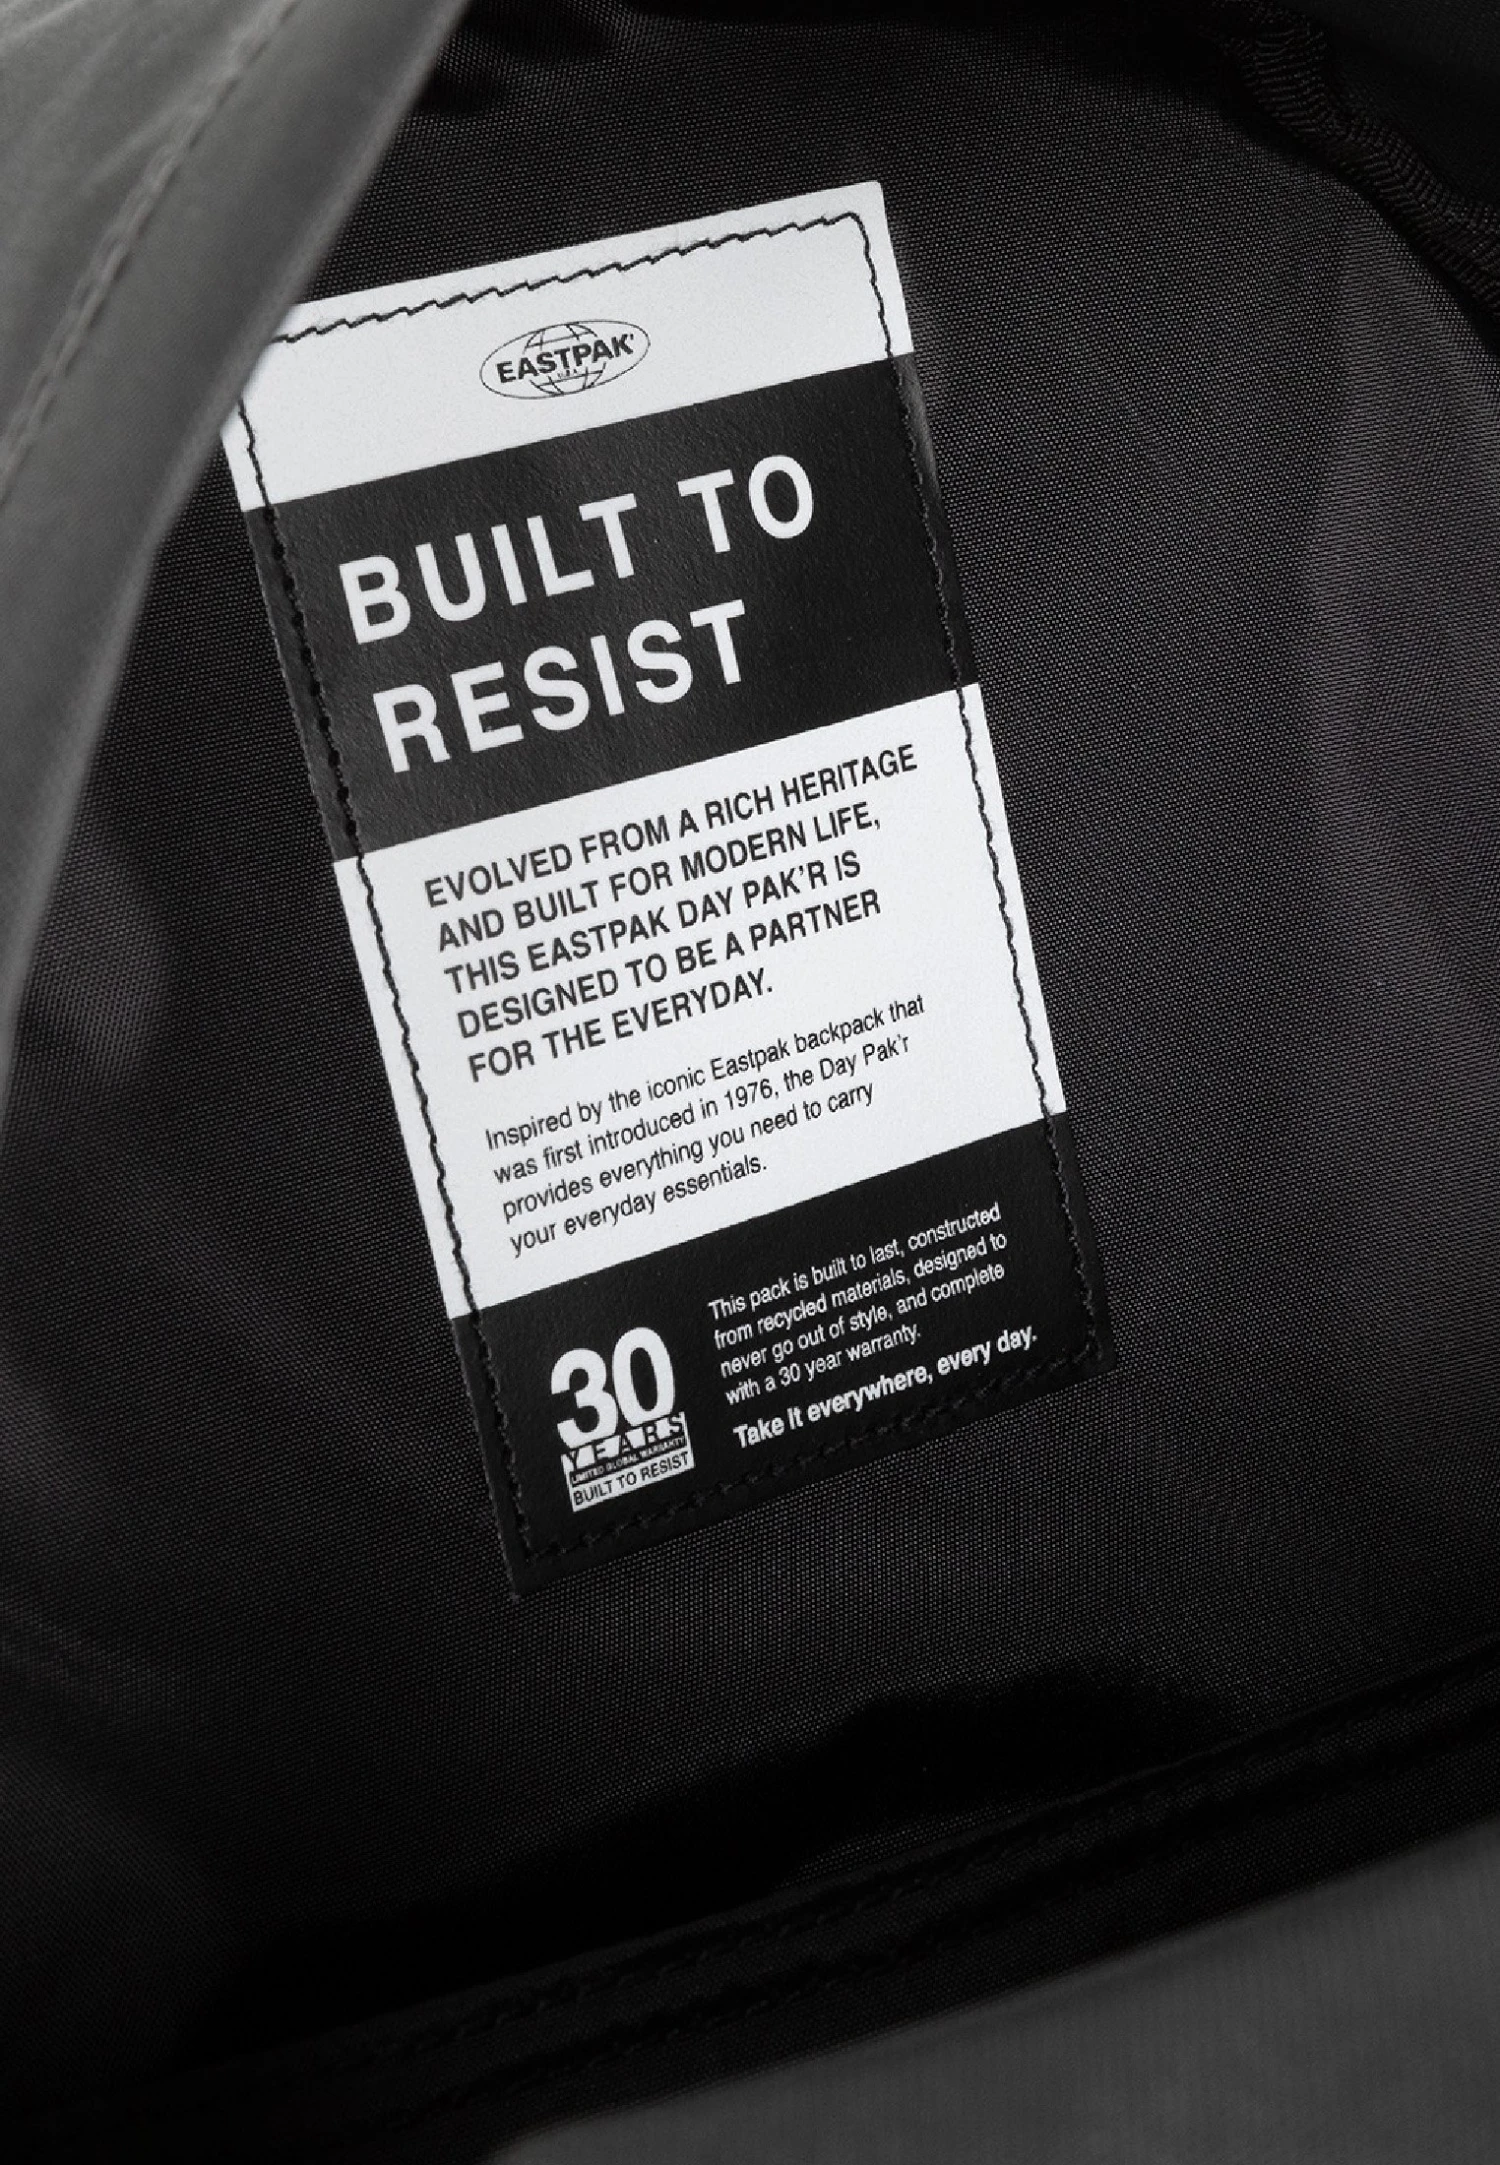 EASTPAK
BUILT TO
RESIST
EVOLVED FROM A RICH HERITAGE
AND BUILT FOR MODERN LIFE,
THIS EASTPAK DAY PAK'R IS
DESIGNED TO BE A PARTNER
FOR THE EVERYDAY.
Inspired by the iconic Eastpak backpack that
was first introduced in 1976, the Day Pak'r
provides everything you need to carry
your everyday essentials.
30
YEARS
LIMITED GLOBAL WARRANTY
BUILT TO RESIST
This pack is built to last, constructed
from recycled materials, designed to
never go out of style, and complete
with a 30 year warranty.
Take it everywhere, every day.